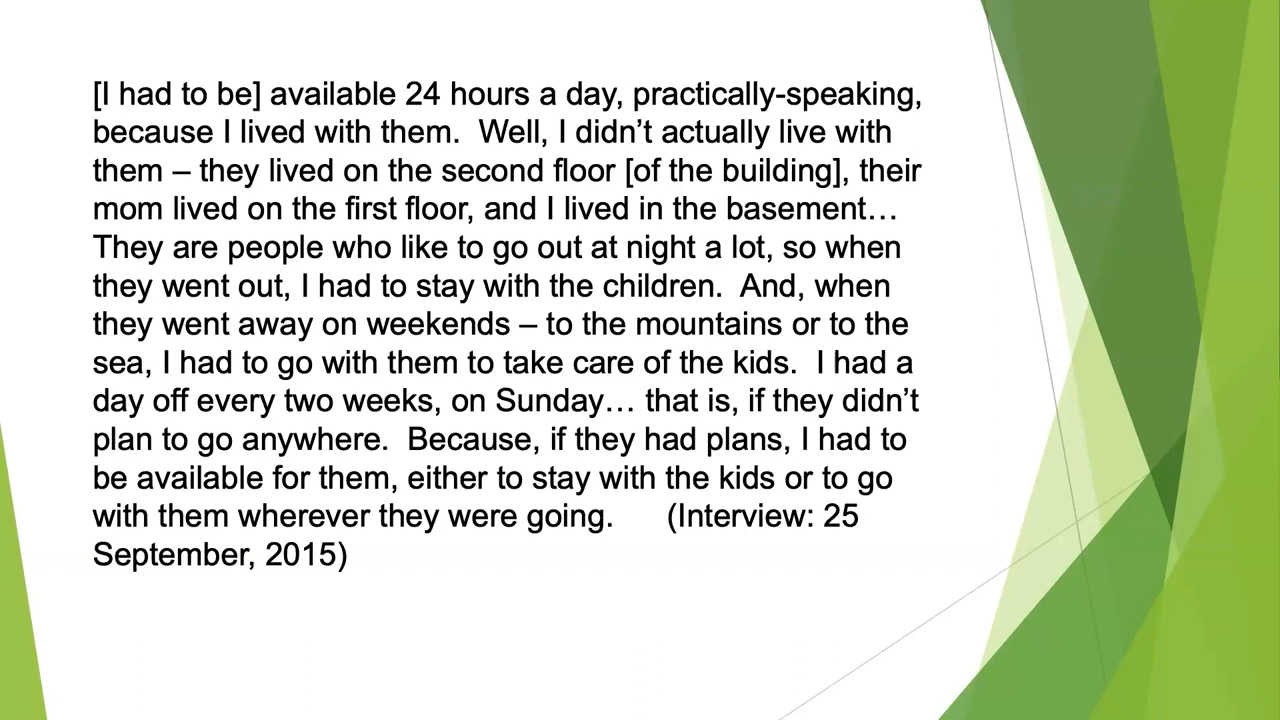 [I had to be] available 24 hours a day, practically-speaking,
because I lived with them.  Well, I didn’t actually live with
them – they lived on the second floor [of the building], their
mom lived on the first floor, and I lived in the basement…
They are people who like to go out at night a lot, so when
they went out, I had to stay with the children.  And, when
they went away on weekends – to the mountains or to the
sea, I had to go with them to take care of the kids.  I had a
day off every two weeks, on Sunday… that is, if they didn’t
plan to go anywhere.  Because, if they had plans, I had to
be available for them, either to stay with the kids or to go
with them wherever they were going.      (Interview: 25
September, 2015)